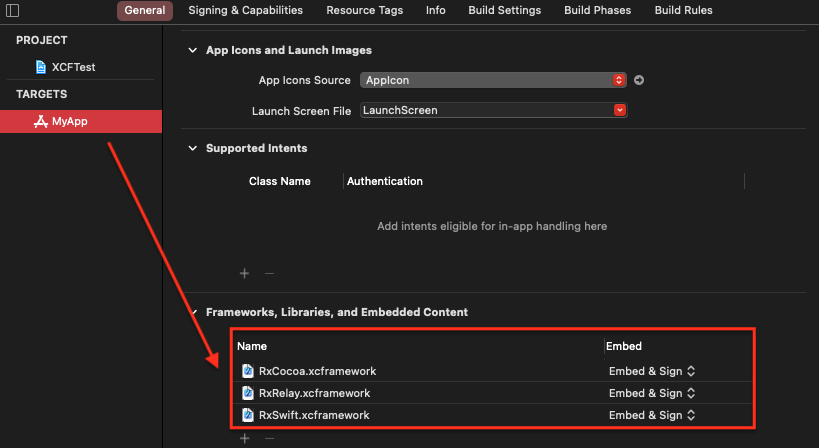 General Signing & Capabilities Resource Tags Info Build Settings Build Phases Build Rules
PROJECT
XCFTest
TARGETS
MyApp
App Icons and Launch Images
App Icons Source AppIcon
Launch Screen File LaunchScreen
Supported Intents
Class Name Authentication
Add intents eligible for in-app handling here
Frameworks, Libraries, and Embedded Content
Name Embed
RxCocoa.xcframework Embed & Sign
RxRelay.xcframework Embed & Sign
RxSwift.xcframework Embed & Sign